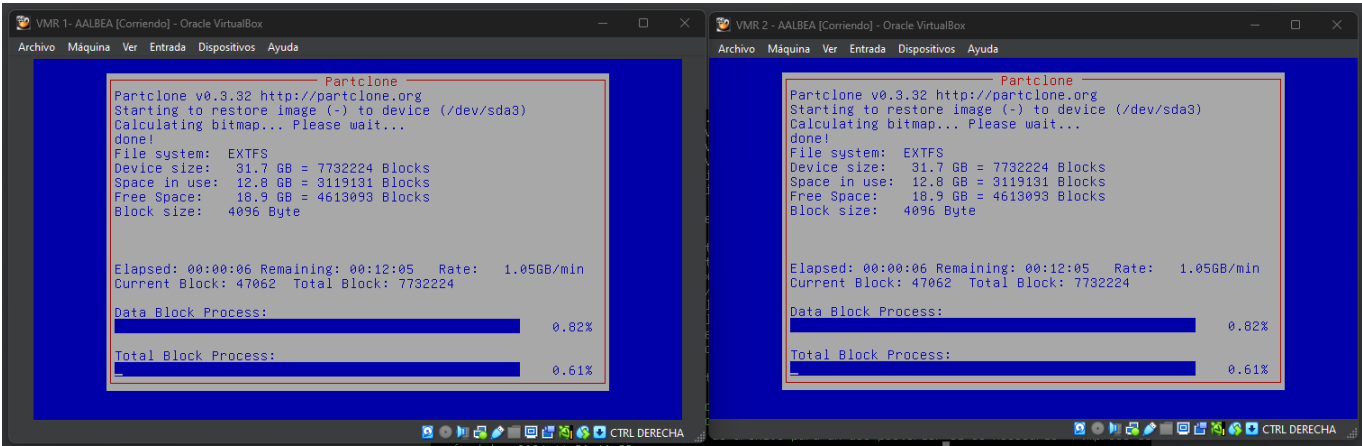 VMR 1- AALBEA [Corriendo] - Oracle VirtualBox
Archivo Máquina Ver Entrada Dispositivos Ayuda
Partclone
Partclone v0.3.32 http://partclone.org
Starting to restore image (-) to device (/dev/sda3)
Calculating bitmap... Please wait...
done!
File system: EXTFS
Device size: 31.7 GB = 7732224 Blocks
Space in use: 12.8 GB = 3119131 Blocks
Free Space: 18.9 GB = 4613093 Blocks
Block size: 4096 Byte
Elapsed: 00:00:06 Remaining: 00:12:05 Rate: 1.05GB/min
Current Block: 47062 Total Block: 7732224
Data Block Process:
0.82%
Total Block Process:
0.61%
CTRL DERECHA
VMR 2 - AALBEA [Corriendo] - Oracle VirtualBox
Archivo Máquina Ver Entrada Dispositivos Ayuda
Partclone
Partclone v0.3.32 http://partclone.org
Starting to restore image (-) to device (/dev/sda3)
Calculating bitmap... Please wait...
done!
File system: EXTFS
Device size: 31.7 GB = 7732224 Blocks
Space in use: 12.8 GB = 3119131 Blocks
Free Space: 18.9 GB = 4613093 Blocks
Block size: 4096 Byte
Elapsed: 00:00:06 Remaining: 00:12:05 Rate: 1.05GB/min
Current Block: 47062 Total Block: 7732224
Data Block Process:
0.82%
Total Block Process:
0.61%
CTRL DERECHA